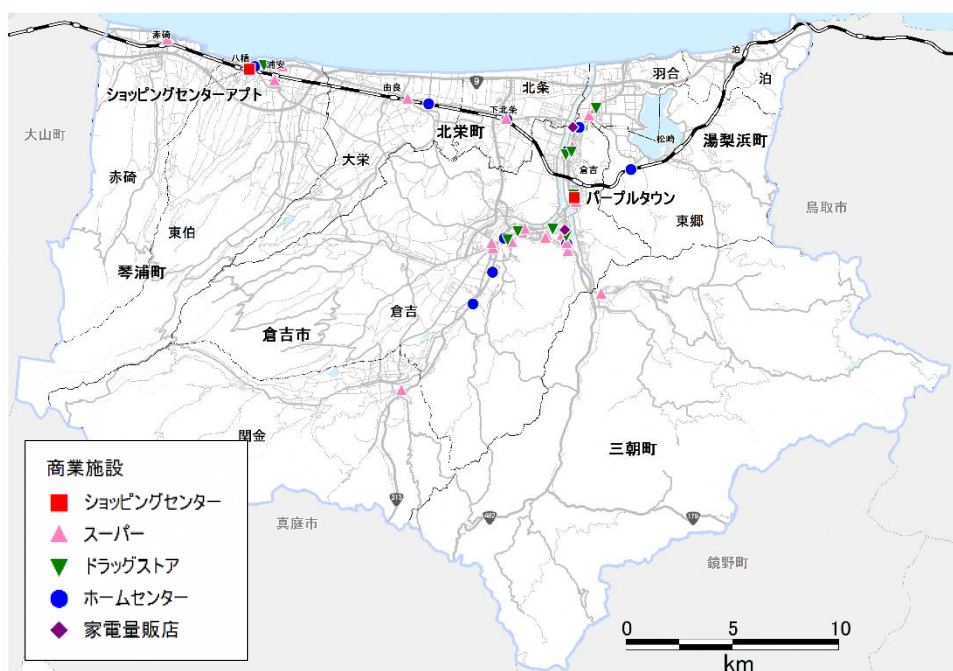 赤碕
八橋
浦安
ショッピングセンターアプト
由良
9
北条
下北条
羽合
泊
泊
大山町
北栄町
湯梨浜町
松崎
大栄
倉吉
赤碕
パープルタウン
鳥取市
東郷
東伯
琴浦町
倉吉
倉吉市
関金
三朝町
313
482
179
真庭市
鏡野町
商業施設
ショッピングセンター
スーパー
ドラッグストア
ホームセンター
家電量販店
0 5 10
km